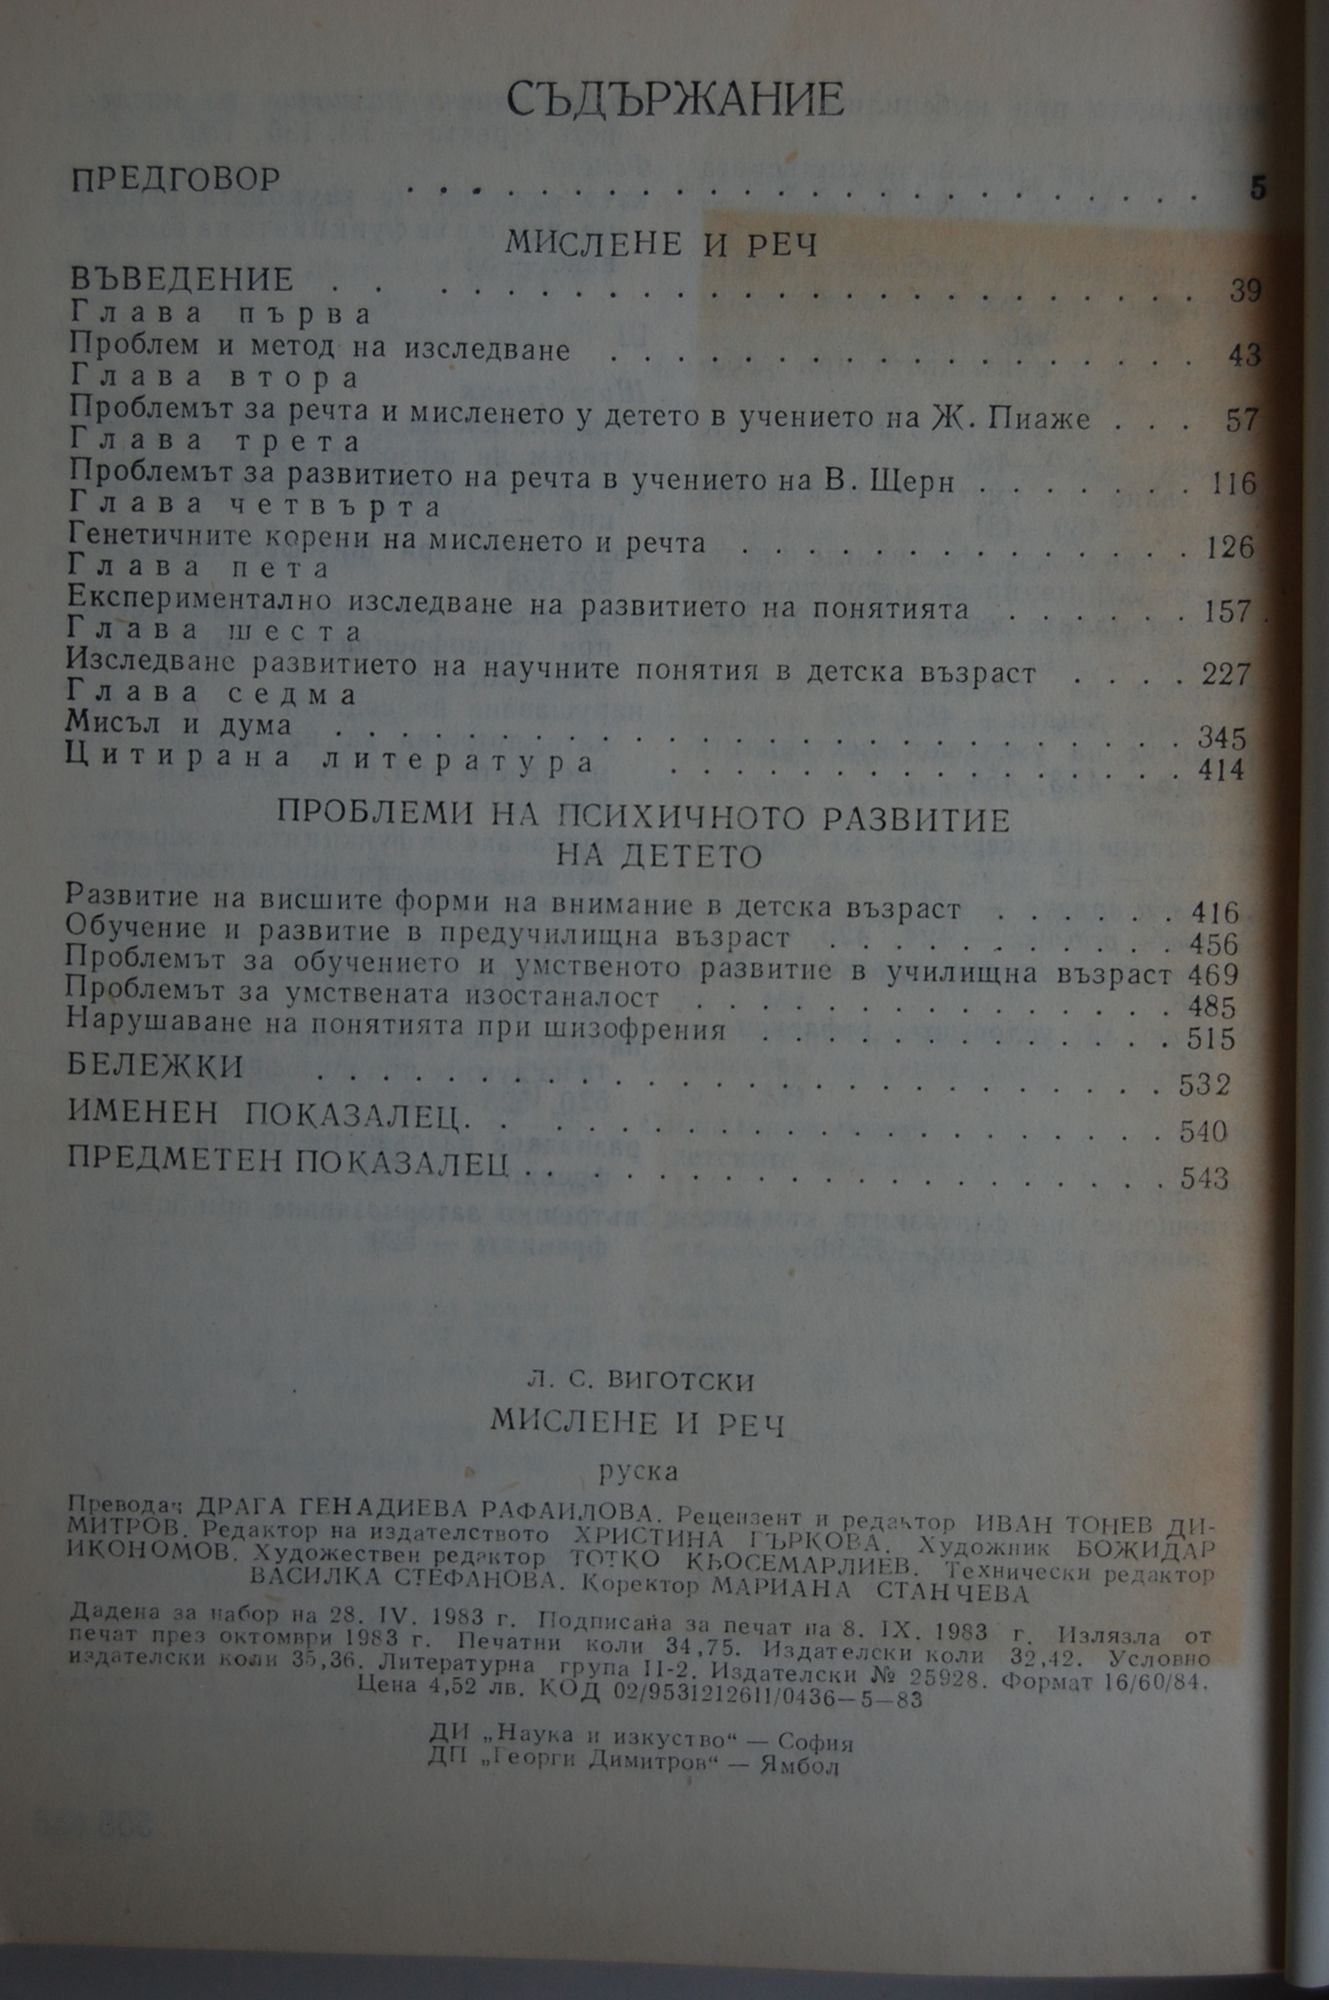 СЪДЪРЖАНИЕ
ПРЕДГОВОР . . . . . . . . . . . . . . . . . . . . . . . . 5
МИСЛЕНЕ И РЕЧ
ВЪВЕДЕНИЕ . . . . . . . . . . . . . . . . . . . . . . . . . 39
Глава първа
Проблем и метод на изследване . . . . . . . . . . . . . . . . . . 43
Глава втора
Проблемът за речта и мисленето у детето в учението на Ж. Пиаже . . . 57
Глава трета
Проблемът за развитието на речта в учението на В. Щерн . . . . . . . 116
Глава четвърта
Генетичните корени на мисленето и речта . . . . . . . . . . . . . . 126
Глава пета
Експериментално изследване на развитието на понятията . . . . . . 157
Глава шеста
Изследване развитието на научните понятия в детска възраст . . . . 227
Глава седма
Мисъл и дума . . . . . . . . . . . . . . . . . . . . . . . . . 345
Цитирана литература . . . . . . . . . . . . . . . . 414
ПРОБЛЕМИ НА ПСИХИЧНОТО РАЗВИТИЕ
НА ДЕТЕТО
Развитие на висшите форми на внимание в детска възраст . . . . . . 416
Обучение и развитие в предучилищна възраст . . . . . . . . . . . 456
Проблемът за обучението и умственото развитие в училищна възраст 469
Проблемът за умствената изостаналост . . . . . . . . . . . . . . . 485
Нарушаване на понятията при шизофрения . . . . . . . . . . . . . 515
БЕЛЕЖКИ . . . . . . . . . . . . . . . . . . . . . . . . . . 532
ИМЕНЕН ПОКАЗАЛЕЦ. . . . . . . . . . . . . . . . . . . . . . 540
ПРЕДМЕТЕН ПОКАЗАЛЕЦ . . . . . . . . . . . . . . . . . . . . 543
Л. С. ВИГОТСКИ
МИСЛЕНЕ И РЕЧ
руска
Преводач ДРАГА ГЕНАДИЕВА РАФАИЛОВА. Рецензент и редактор ИВАН ТОНЕВ ДИ-
МИТРОВ. Редактор на издателството ХРИСТИНА ГЪРКОВА. Художник БОЖИДАР
ИКОНОМОВ. Художествен редактор ТОТКО КЬОСЕМАРЛИЕВ. Технически редактор
ВАСИЛКА СТЕФАНОВА. Коректор МАРИАНА СТАНЧЕВА
Дадена за набор на 28. IV. 1983 г. Подписана за печат на 8. IX. 1983 г. Излязла от
печат през октомври 1983 г. Печатни коли 34,75. Издателски коли 32,42. Условно
издателски коли 35,36. Литературна група II-2. Издателски № 25928. Формат 16/60/84.
Цена 4,52 лв. КОД 02/9531212611/0436—5—83
ДИ „Наука и изкуство“ — София
ДП „Георги Димитров“ — Ямбол